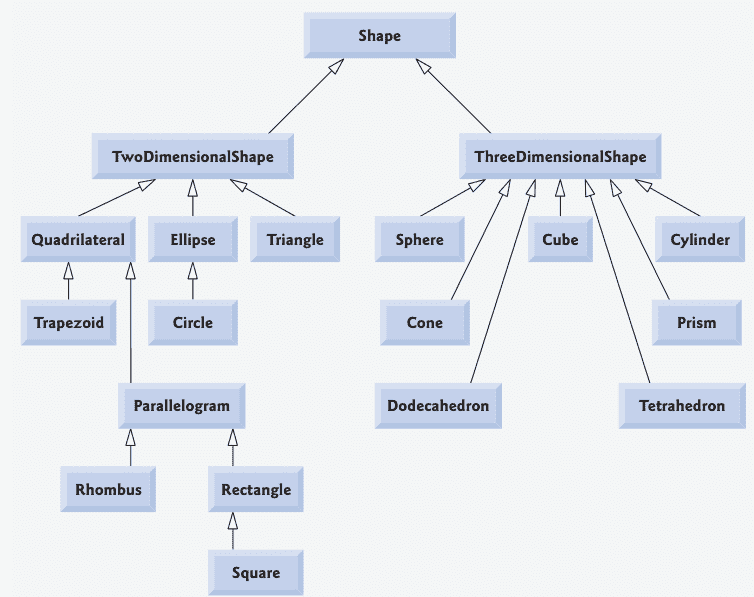 Shape
TwoDimensionalShape
ThreeDimensionalShape
Quadrilateral
Ellipse
Triangle
Sphere
Cube
Cylinder
Trapezoid
Circle
Cone
Prism
Parallelogram
Dodecahedron
Tetrahedron
Rhombus
Rectangle
Square